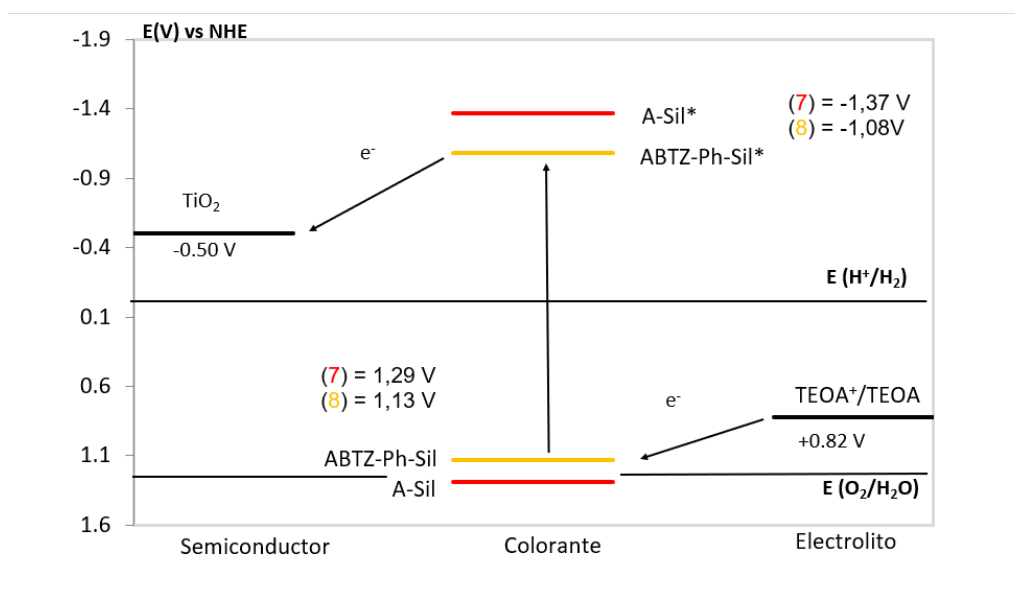 E(V) vs NHE
-1.9
-1.4
-0.9
-0.4
0.1
0.6
1.1
1.6
(7) = -1,37 V
(8) = -1,08V
A-Sil*
ABTZ-Ph-Sil*
e⁻
TiO₂
-0.50 V
E (H⁺/H₂)
(7) = 1,29 V
(8) = 1,13 V
e⁻
TEOA⁺/TEOA
+0.82 V
ABTZ-Ph-Sil
A-Sil
E (O₂/H₂O)
Semiconductor
Colorante
Electrolito